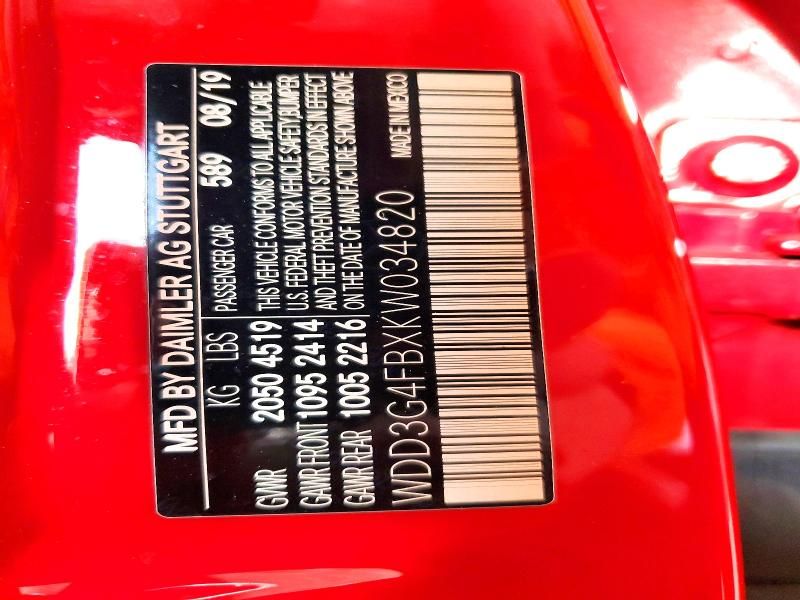 MFD BY DAIMLER AG STUTTGART
KG LBS PASSENGER CAR 589 08/19
GVWR 2050 4519
GAWR FRONT 1095 2414
GAWR REAR 1005 2216
THIS VEHICLE CONFORMS TO ALL APPLICABLE
U.S. FEDERAL MOTOR VEHICLE SAFETY, BUMPER
AND THEFT PREVENTION STANDARDS IN EFFECT
ON THE DATE OF MANUFACTURE SHOWN ABOVE
WDD3G4FBXKW034820 MADE IN MEXICO